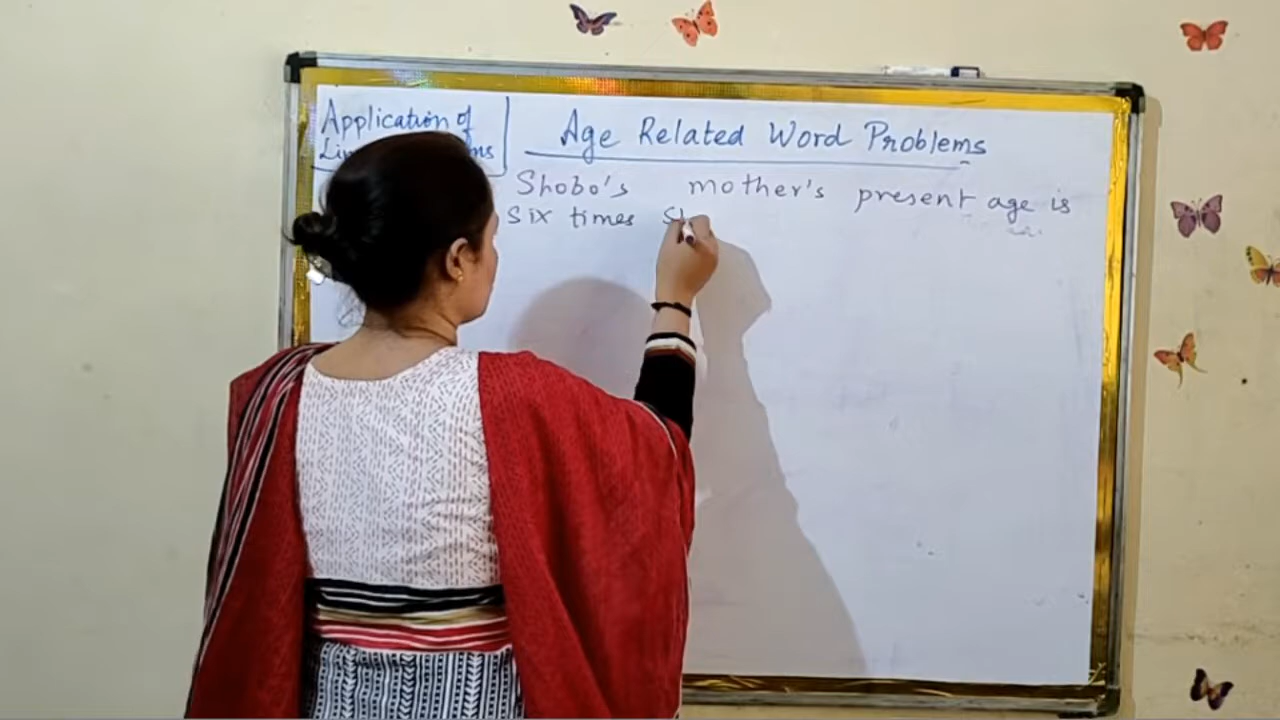 Application of
Age Related Word Problems
Shobo's mother's present age is
six times